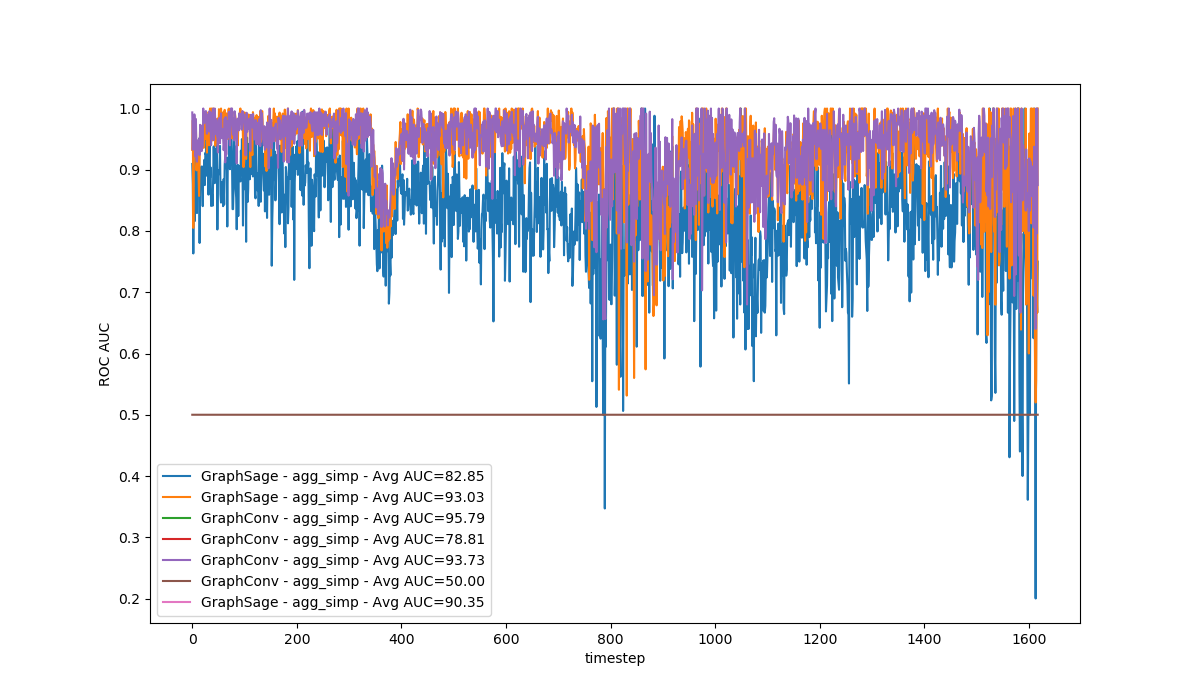 1.0
0.9
0.8
0.7
0.6
0.5
0.4
0.3
0.2
ROC AUC
GraphSage - agg_simp - Avg AUC=82.85
GraphSage - agg_simp - Avg AUC=93.03
GraphConv - agg_simp - Avg AUC=95.79
GraphConv - agg_simp - Avg AUC=78.81
GraphConv - agg_simp - Avg AUC=93.73
GraphConv - agg_simp - Avg AUC=50.00
GraphSage - agg_simp - Avg AUC=90.35
0 200 400 600 800 1000 1200 1400 1600
timestep